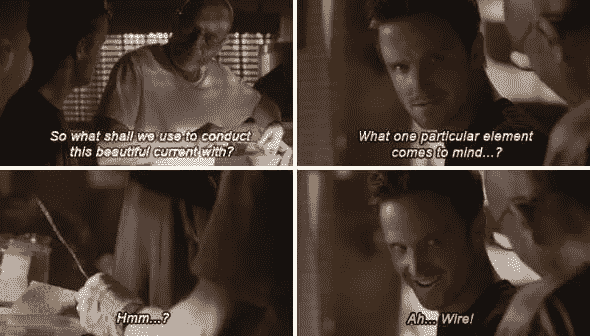 So what shall we use to conduct
this beautiful current with?
What one particular element
comes to mind...?
Hmm...?
Ah... Wire!